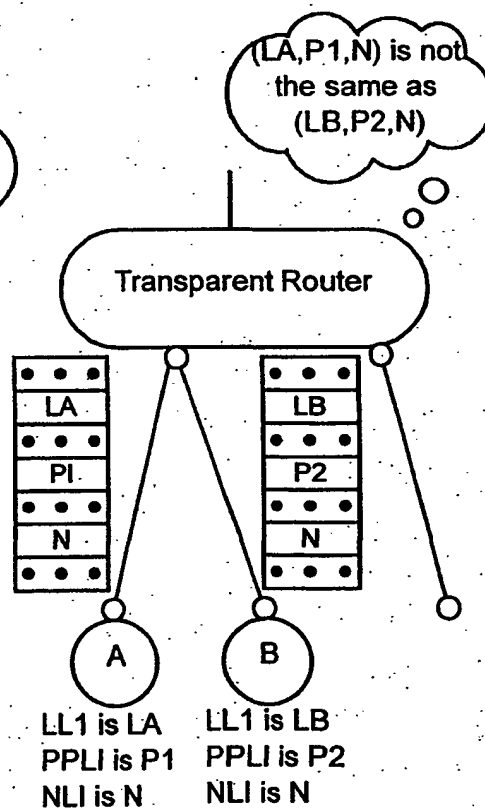 (LA,P1,N) is not
the same as
(LB,P2,N)
Transparent Router
LA
PI
N
LB
P2
N
A
B
LL1 is LA
PPLI is P1
NLI is N
LL1 is LB
PPLI is P2
NLI is N